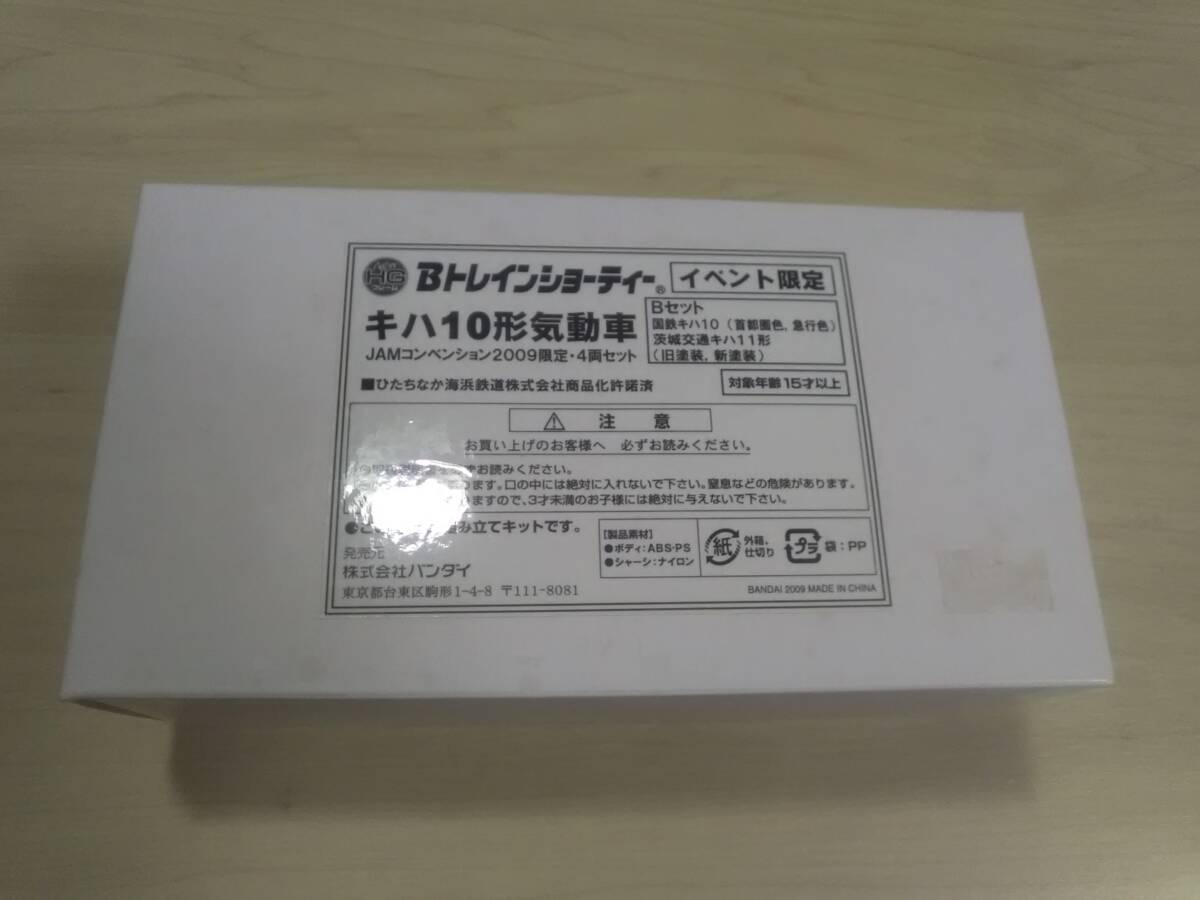 HG
Bトレインショーティー®
イベント限定
キハ10形気動車
JAMコンベンション2009限定・4両セット
Bセット
国鉄キハ10（首都圏色，急行色）
茨城交通キハ11形
（旧塗装，新塗装）
■ひたちなか海浜鉄道株式会社商品化許諾済
対象年齢15才以上
⚠ 注 意
お買い上げのお客様へ 必ずお読みください。
お読みください。
ります。口の中には絶対に入れないで下さい。窒息などの危険があります。
ますので、3才未満のお子様には絶対に与えないで下さい。
み立てキットです。
発売元
株式会社バンダイ
東京都台東区駒形1-4-8 〒111-8081
【製品素材】
●ボディ：ABS・PS
●シャーシ：ナイロン
紙
外箱、
仕切り
プラ
袋：PP
BANDAI 2009 MADE IN CHINA